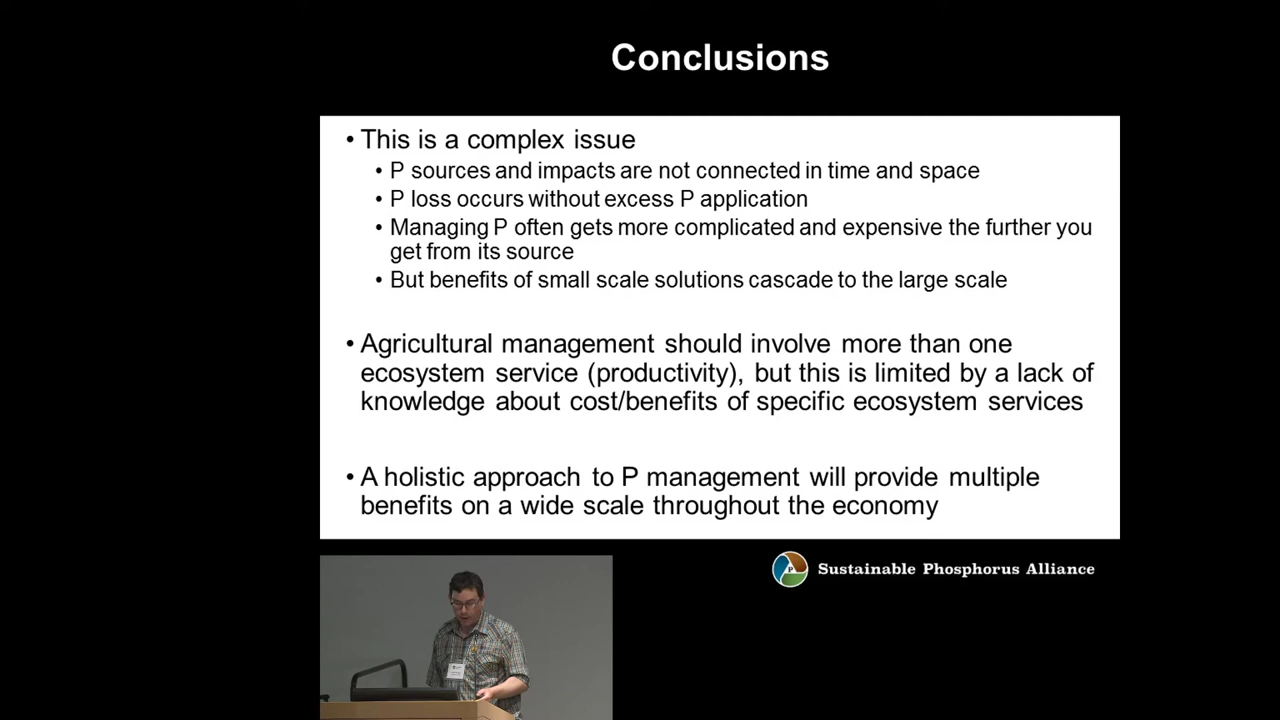 Conclusions
• This is a complex issue
• P sources and impacts are not connected in time and space
• P loss occurs without excess P application
• Managing P often gets more complicated and expensive the further you
get from its source
• But benefits of small scale solutions cascade to the large scale
• Agricultural management should involve more than one
ecosystem service (productivity), but this is limited by a lack of
knowledge about cost/benefits of specific ecosystem services
• A holistic approach to P management will provide multiple
benefits on a wide scale throughout the economy
P
Sustainable Phosphorus Alliance